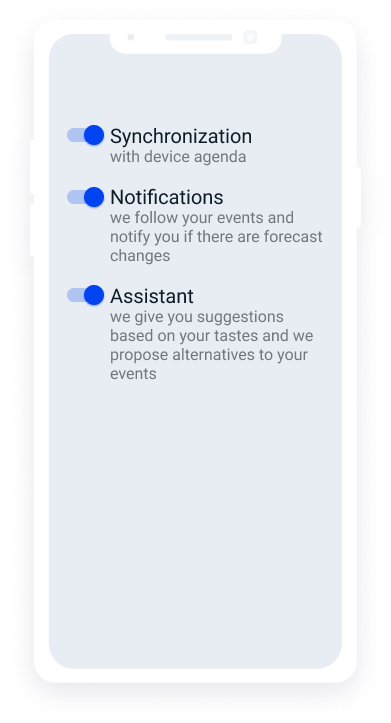 Synchronization
with device agenda
Notifications
we follow your events and
notify you if there are forecast
changes
Assistant
we give you suggestions
based on your tastes and we
propose alternatives to your
events